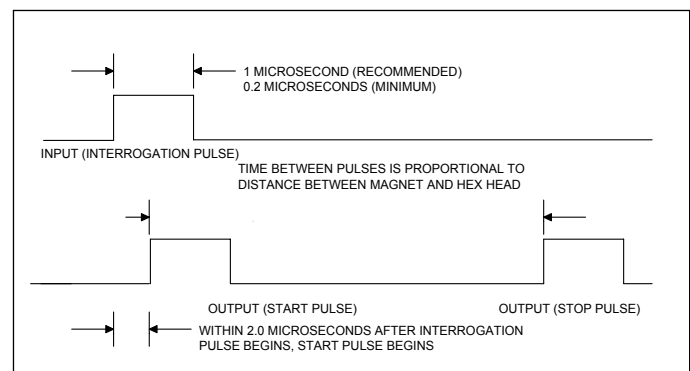 1 MICROSECOND (RECOMMENDED)
0.2 MICROSECONDS (MINIMUM)
INPUT (INTERROGATION PULSE)
TIME BETWEEN PULSES IS PROPORTIONAL TO
DISTANCE BETWEEN MAGNET AND HEX HEAD
OUTPUT (START PULSE)
OUTPUT (STOP PULSE)
WITHIN 2.0 MICROSECONDS AFTER INTERROGATION
PULSE BEGINS, START PULSE BEGINS